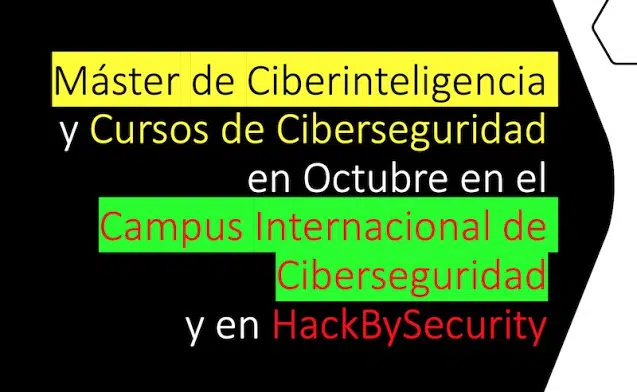 Máster de Ciberinteligencia
y Cursos de Ciberseguridad
en Octubre en el
Campus Internacional de
Ciberseguridad
y en HackBySecurity